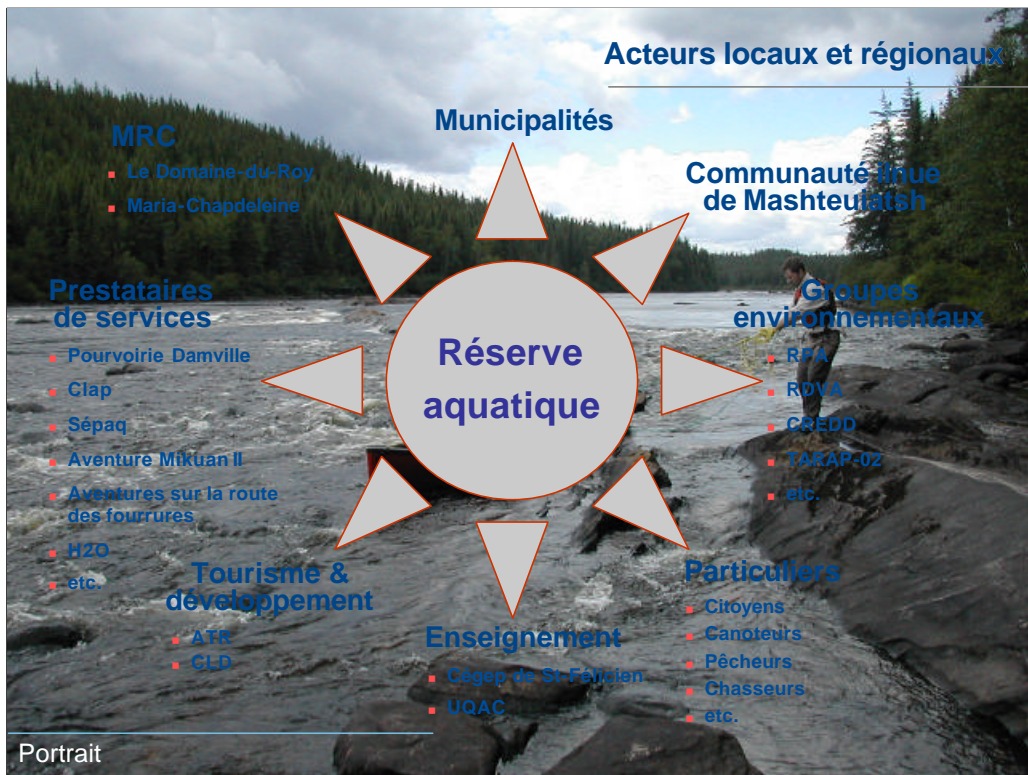 Acteurs locaux et régionaux
Municipalités
MRC
Le Domaine-du-Roy
Maria-Chapdeleine
Communauté ilnue
de Mashteuiatsh
Prestataires
de services
Pourvoirie Damville
Clap
Sépaq
Aventure Mikuan II
Aventures sur la route
des fourrures
H2O
etc.
Réserve
aquatique
Groupes
environnementaux
RPA
RDVA
CREDD
TARAP-02
etc.
Tourisme &
développement
ATR
CLD
Enseignement
Cégep de St-Félicien
UQAC
Particuliers
Citoyens
Canoteurs
Pêcheurs
Chasseurs
etc.
Portrait